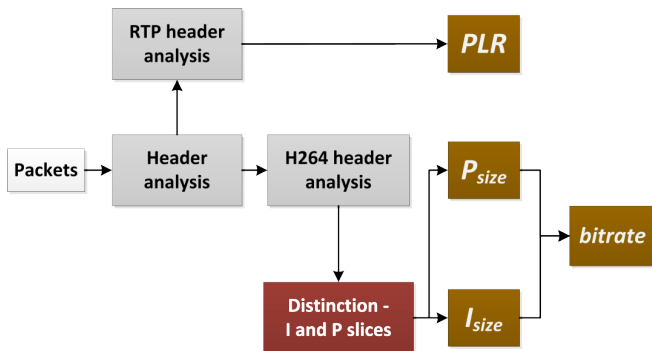 RTP header
analysis
PLR
Packets
Header
analysis
H264 header
analysis
Psize
bitrate
Distinction -
I and P slices
Isize